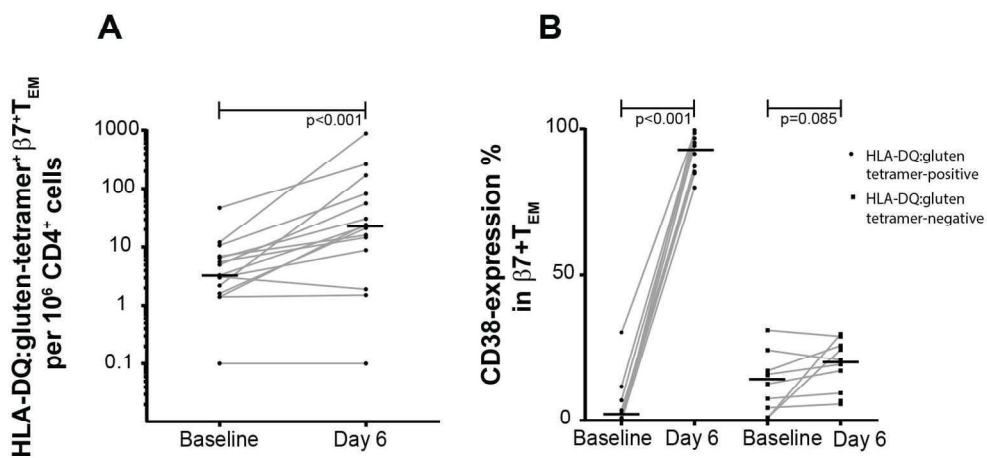 A
HLA-DQ:gluten-tetramer⁺β7⁺T_EM
per 10⁶ CD4⁺ cells
p<0.001
1000
100
10
1
0.1
Baseline Day 6
B
CD38-expression %
in β7+T_EM
p<0.001 p=0.085
100
50
0
Baseline Day 6 Baseline Day 6
HLA-DQ:gluten
tetramer-positive
HLA-DQ:gluten
tetramer-negative